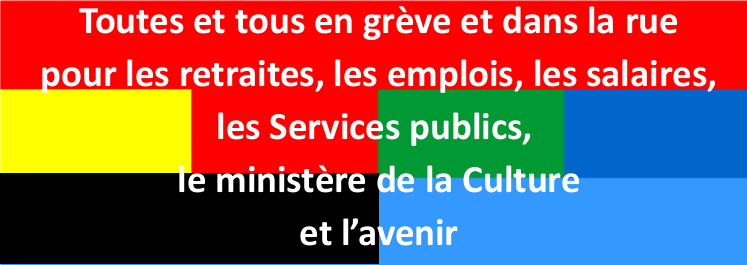 Toutes et tous en grève et dans la rue
pour les retraites, les emplois, les salaires,
les Services publics,
le ministère de la Culture
et l’avenir